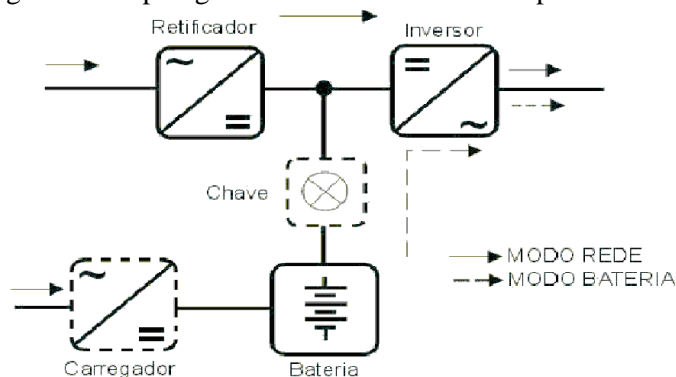 Retificador
Inversor
Chave
MODO REDE
MODO BATERIA
Carregador
Bateria